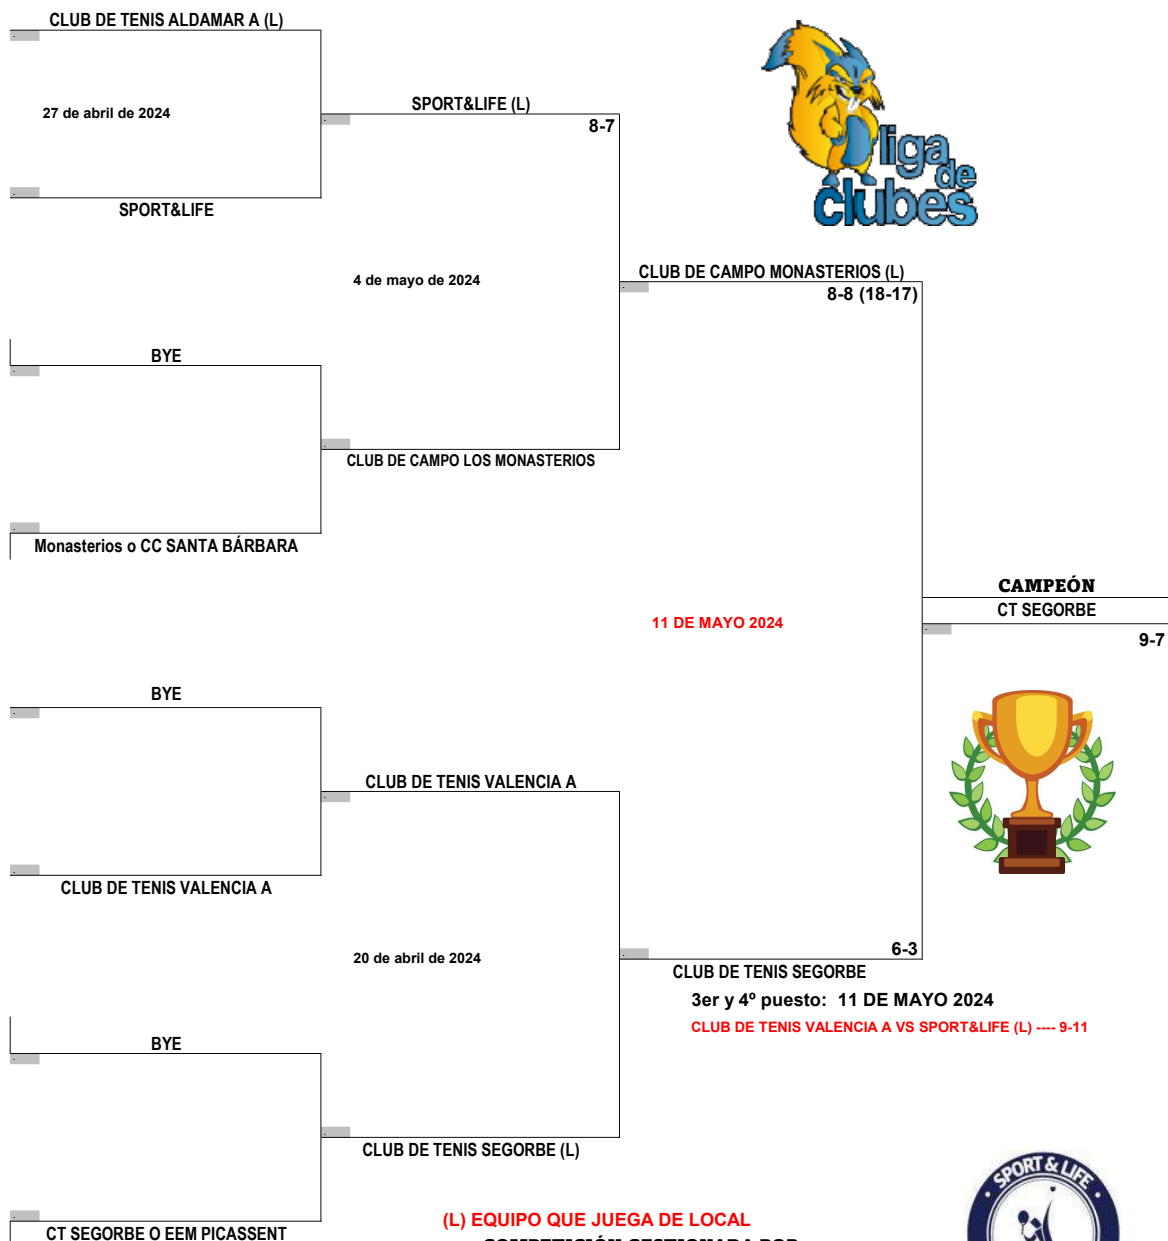 CLUB DE TENIS ALDAMAR A (L)
27 de abril de 2024
SPORT&LIFE (L)
8-7
liga
de
clubes
SPORT&LIFE
4 de mayo de 2024
CLUB DE CAMPO MONASTERIOS (L)
8-8 (18-17)
BYE
CLUB DE CAMPO LOS MONASTERIOS
Monasterios o CC SANTA BÁRBARA
CAMPEÓN
CT SEGORBE
11 DE MAYO 2024
9-7
BYE
CLUB DE TENIS VALENCIA A
CLUB DE TENIS VALENCIA A
20 de abril de 2024
6-3
CLUB DE TENIS SEGORBE
3er y 4º puesto: 11 DE MAYO 2024
CLUB DE TENIS VALENCIA A VS SPORT&LIFE (L) ---- 9-11
BYE
CLUB DE TENIS SEGORBE (L)
SPORT & LIFE
(L) EQUIPO QUE JUEGA DE LOCAL
CT SEGORBE O EEM PICASSENT
COMPETICIÓN GESTIONADA POR